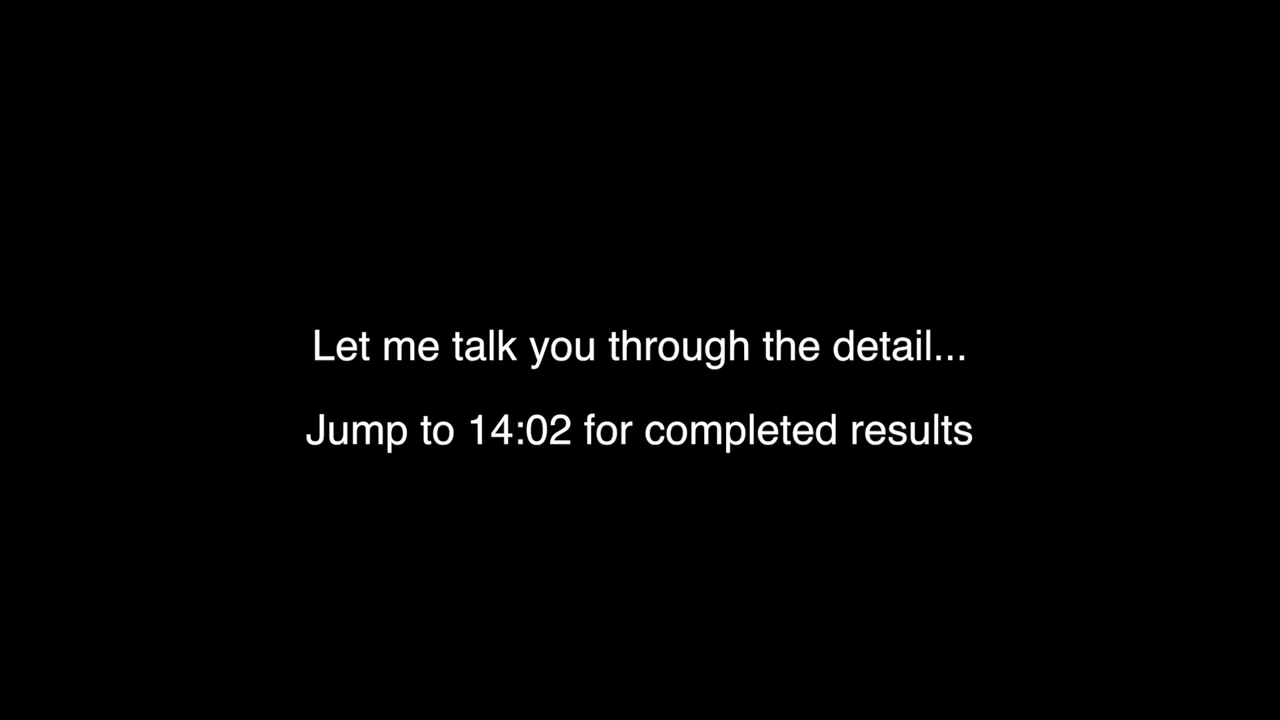 Let me talk you through the detail...
Jump to 14:02 for completed results